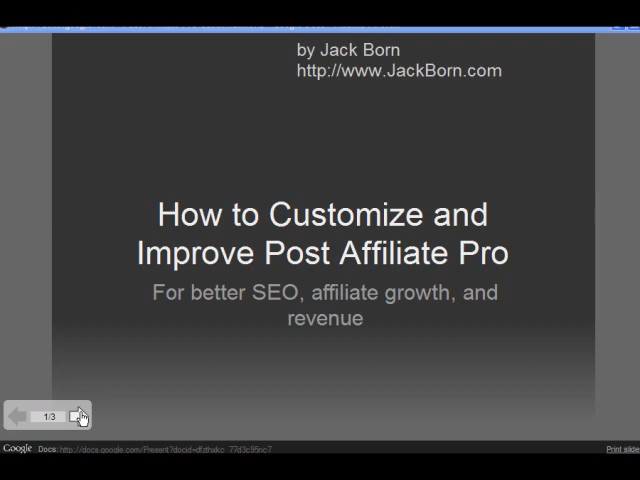 by Jack Born
http://www.JackBorn.com
How to Customize and
Improve Post Affiliate Pro
For better SEO, affiliate growth, and
revenue
1/3
Google Docs: Print slide